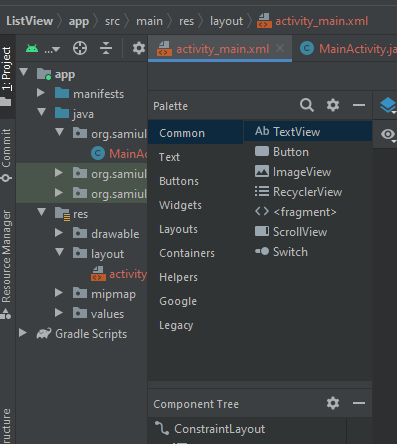 ListView app src main res layout activity_main.xml
1: Project
Commit
Resource Manager
...
app
manifests
java
org.samiul
MainAc
org.samiul
org.samiu
res
drawable
layout
activity
mipmap
values
Gradle Scripts
activity_main.xml MainActivity.ja
Palette
Common
Text
Buttons
Widgets
Layouts
Containers
Helpers
Google
Legacy
Ab TextView
Button
ImageView
RecyclerView
<> <fragment>
ScrollView
Switch
Component Tree
ConstraintLayout